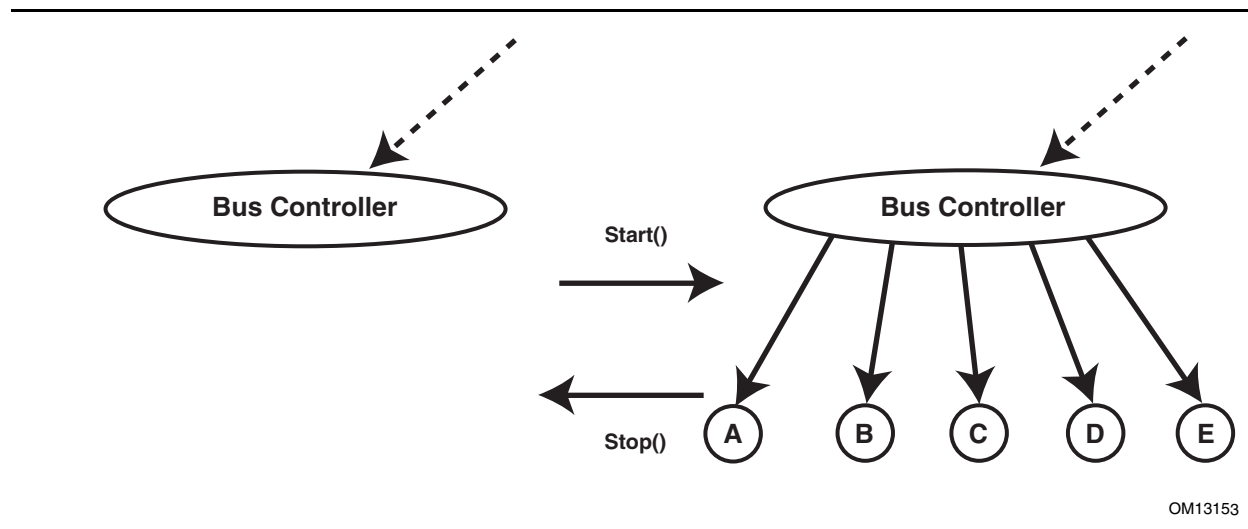 Bus Controller
Bus Controller
Start()
Stop()
A
B
C
D
E
OM13153